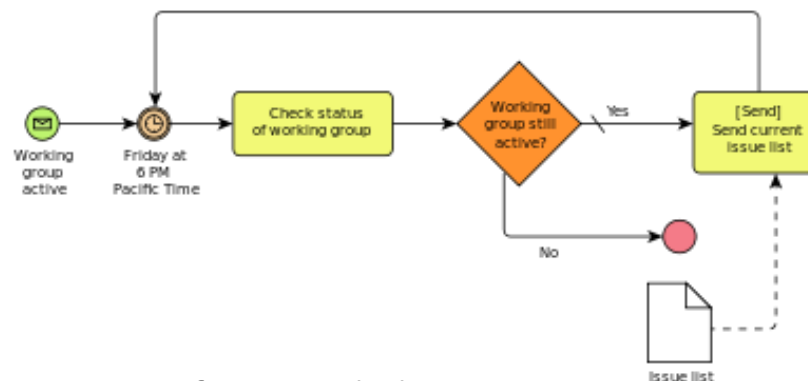 Working
group
active
Friday at
6 PM
Pacific Time
Check status
of working group
Working
group still
active?
Yes
[Send]
Send current
issue list
No
Issue list